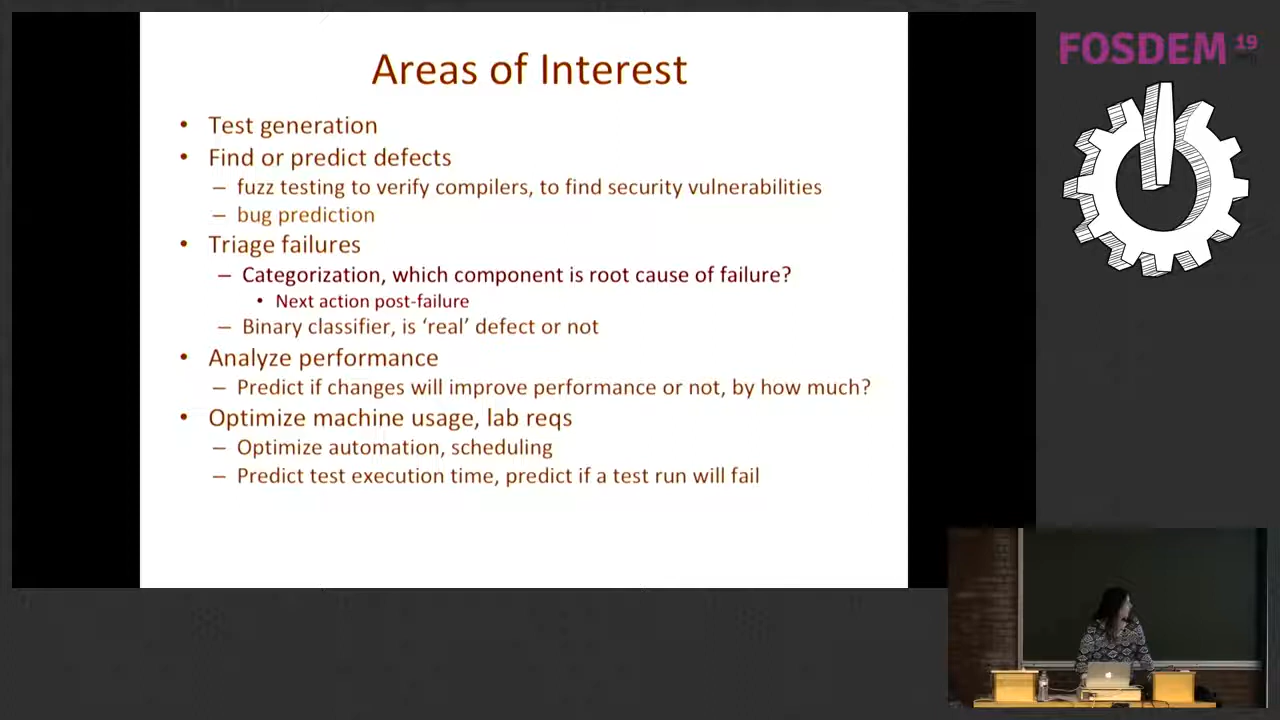 Areas of Interest
• Test generation
• Find or predict defects
– fuzz testing to verify compilers, to find security vulnerabilities
– bug prediction
• Triage failures
– Categorization, which component is root cause of failure?
• Next action post-failure
– Binary classifier, is ‘real’ defect or not
• Analyze performance
– Predict if changes will improve performance or not, by how much?
• Optimize machine usage, lab reqs
– Optimize automation, scheduling
– Predict test execution time, predict if a test run will fail
FOSDEM 19